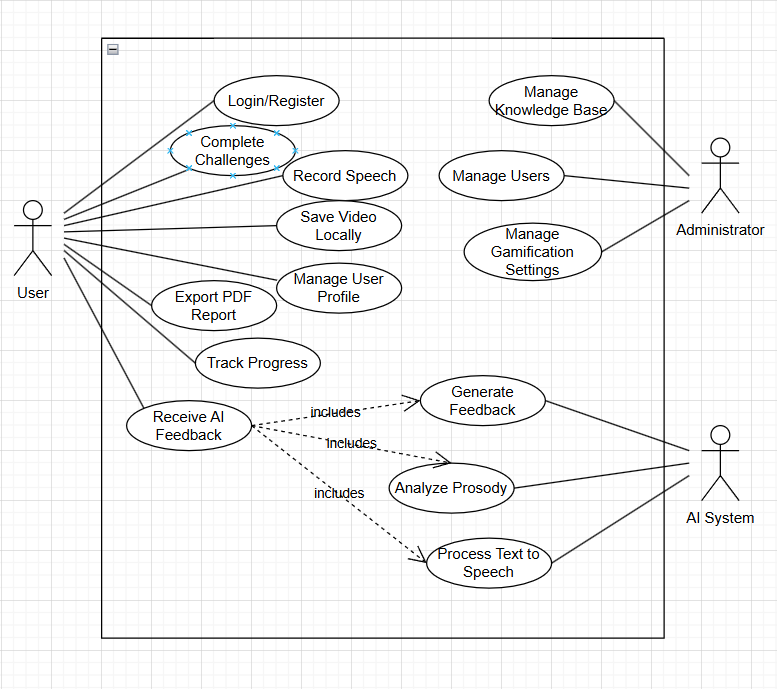 Login/Register
Complete
Challenges
Record Speech
Save Video
Locally
Manage User
Profile
Export PDF
Report
Track Progress
Receive AI
Feedback
User
Manage
Knowledge Base
Manage Users
Manage
Gamification
Settings
Administrator
includes
Generate
Feedback
includes
Analyze Prosody
includes
Process Text to
Speech
AI System